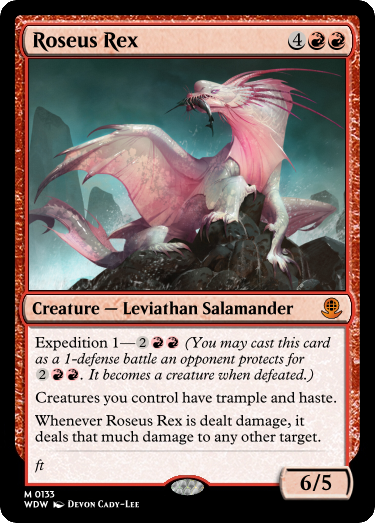 Roseus Rex 4
Creature — Leviathan Salamander
Expedition 1—2 (You may cast this card
as a 1-defense battle an opponent protects for
2. It becomes a creature when defeated.)
Creatures you control have trample and haste.
Whenever Roseus Rex is dealt damage, it
deals that much damage to any other target.
ft
6/5
M 0133
WDW Devon Cady-Lee